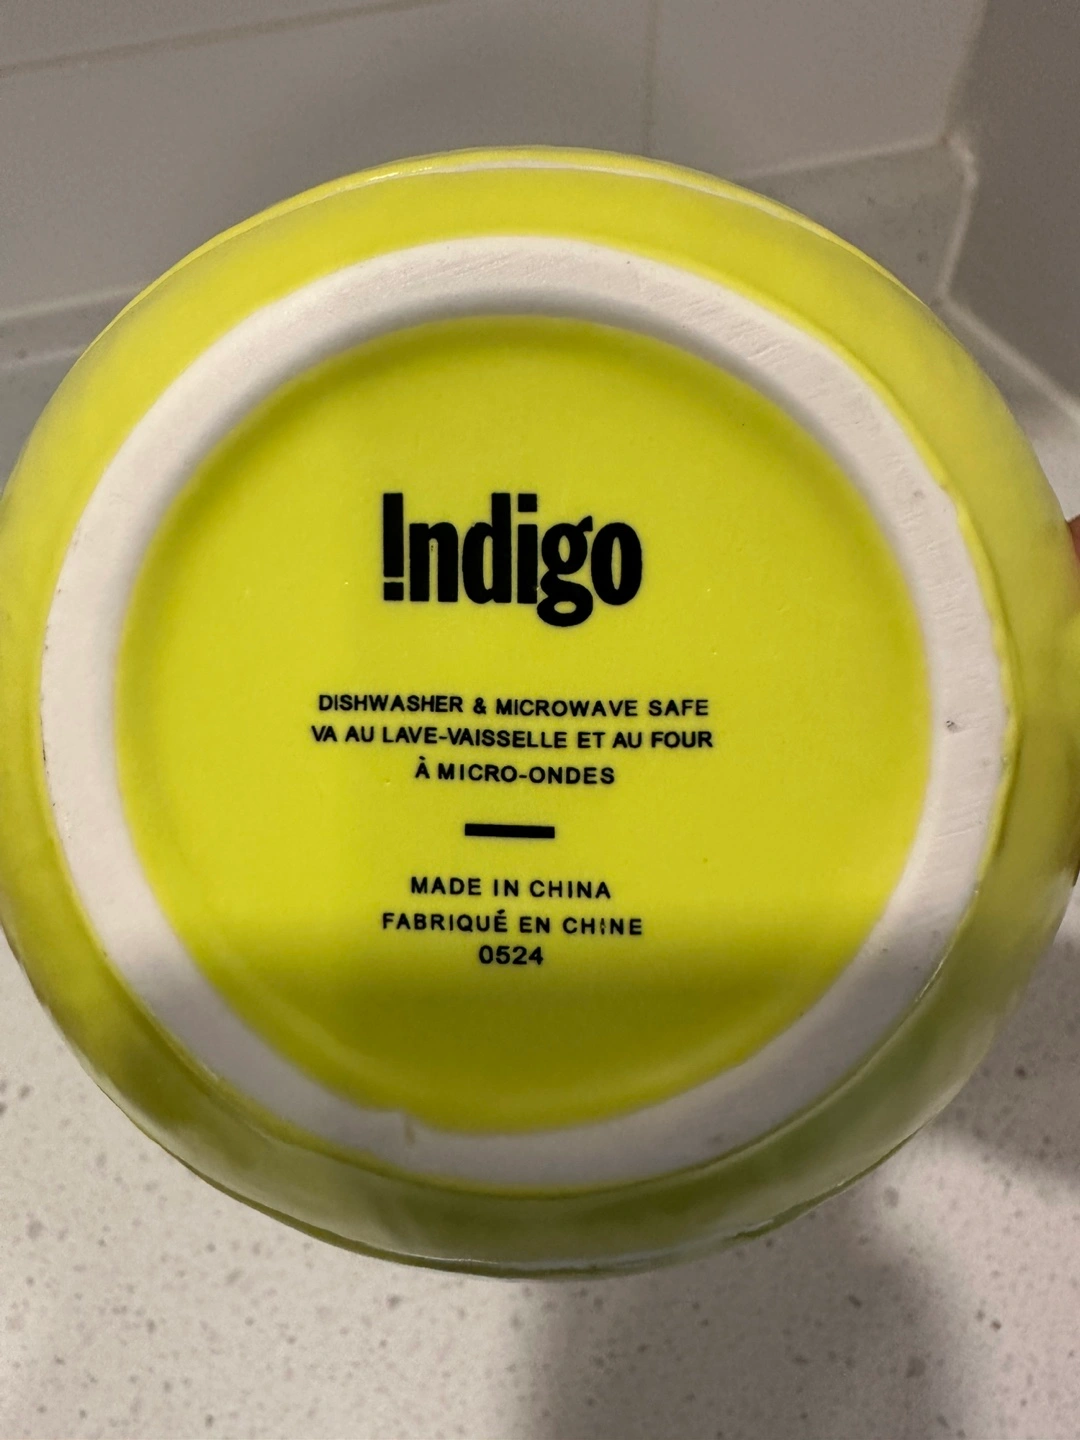 !ndigo
DISHWASHER & MICROWAVE SAFE
VA AU LAVE-VAISSELLE ET AU FOUR
À MICRO-ONDES
MADE IN CHINA
FABRIQUÉ EN CHINE
0524